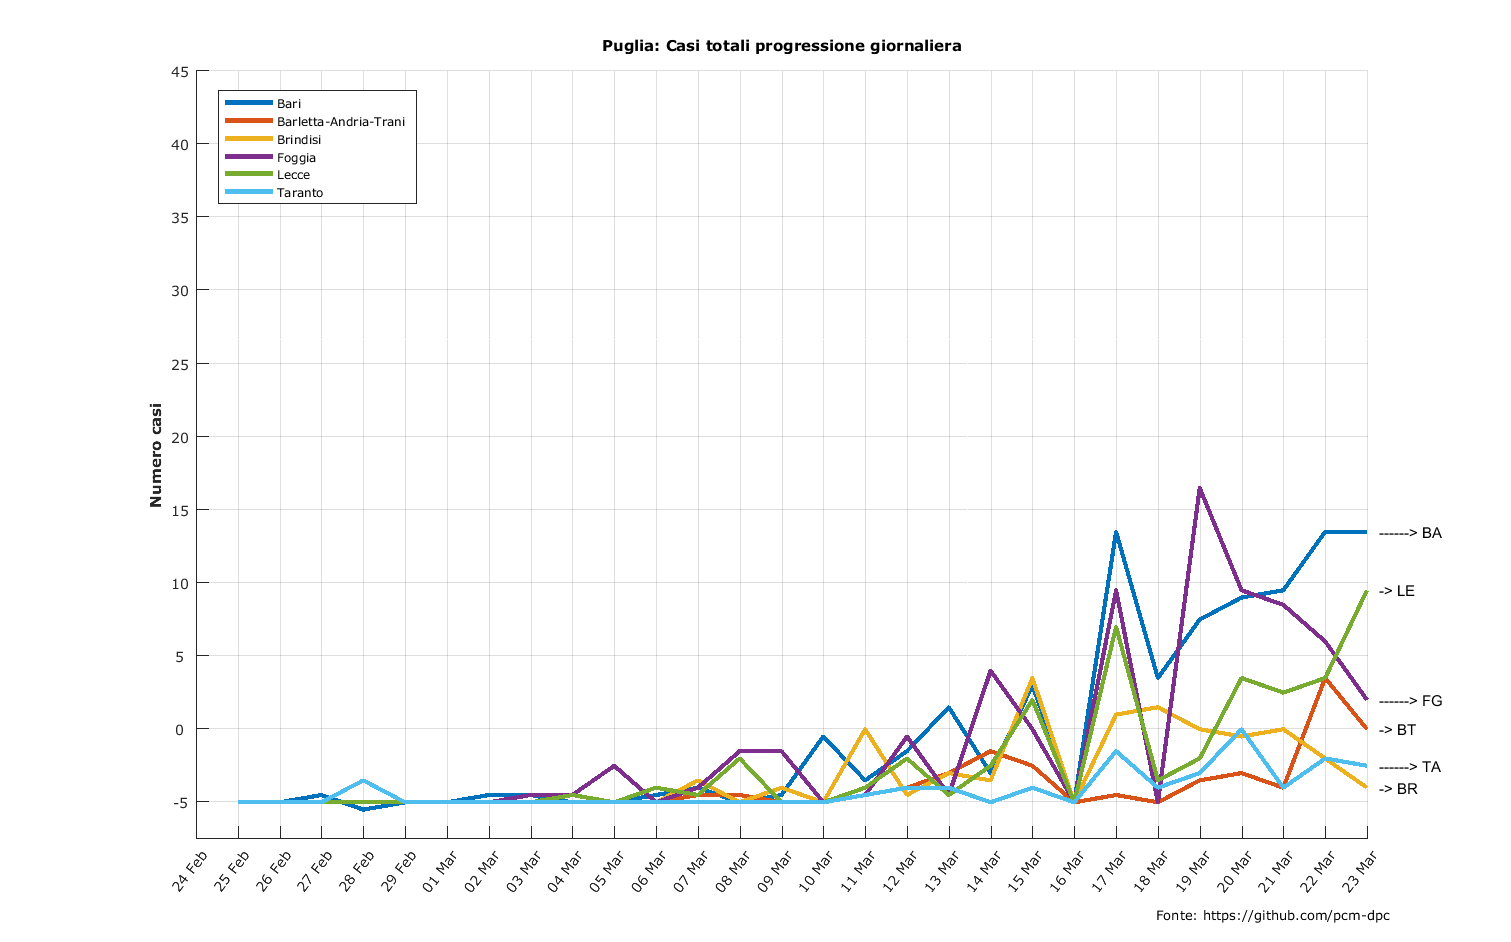 Puglia: Casi totali progressione giornaliera
45
40
35
30
25
20
15
10
5
0
-5
Numero casi
Bari
Barletta-Andria-Trani
Brindisi
Foggia
Lecce
Taranto
------> BA
-> LE
------> FG
-> BT
------> TA
-> BR
24 Feb
25 Feb
26 Feb
27 Feb
28 Feb
29 Feb
01 Mar
02 Mar
03 Mar
04 Mar
05 Mar
06 Mar
07 Mar
08 Mar
09 Mar
10 Mar
11 Mar
12 Mar
13 Mar
14 Mar
15 Mar
16 Mar
17 Mar
18 Mar
19 Mar
20 Mar
21 Mar
22 Mar
23 Mar
Fonte: https://github.com/pcm-dpc